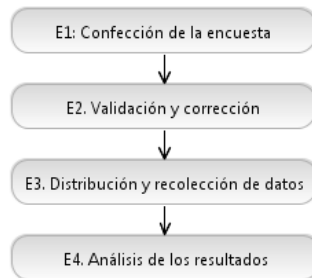 E1: Confección de la encuesta
E2. Validación y corrección
E3. Distribución y recolección de datos
E4. Análisis de los resultados